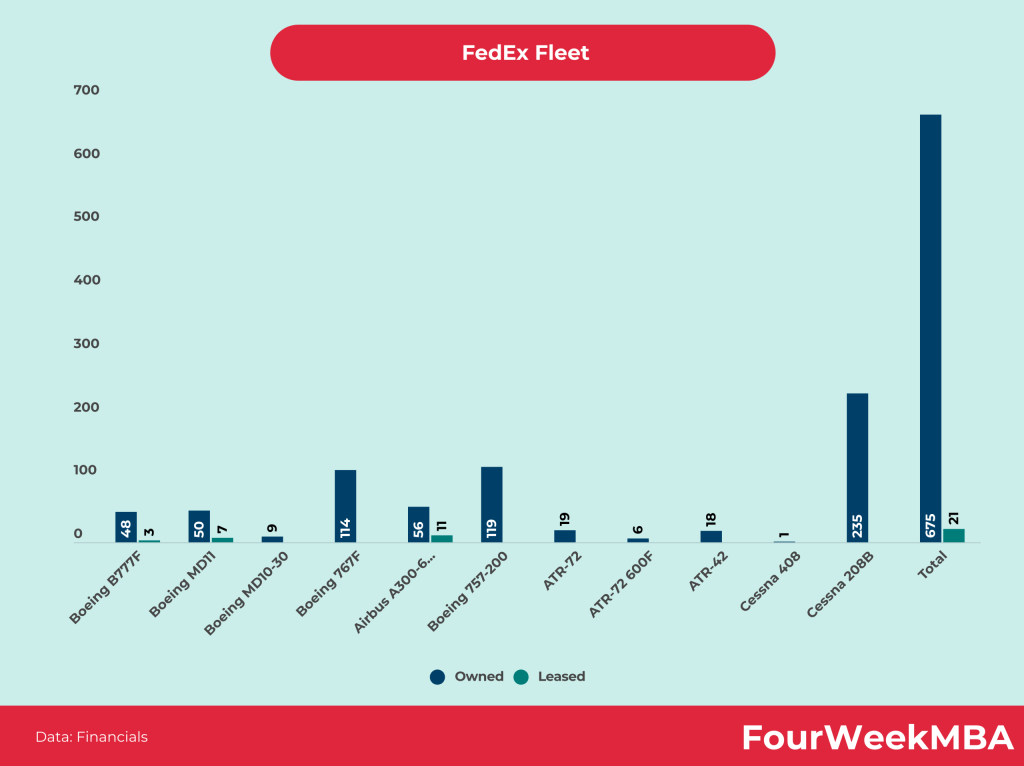 FedEx Fleet
700
600
500
400
300
200
100
0
48
3
50
7
9
114
56
11
119
19
6
18
1
235
675
21
Boeing B777F
Boeing MD11
Boeing MD10-30
Boeing 767F
Airbus A300-6...
Boeing 757-200
ATR-72
ATR-72 600F
ATR-42
Cessna 408
Cessna 208B
Total
Owned
Leased
Data: Financials
FourWeekMBA